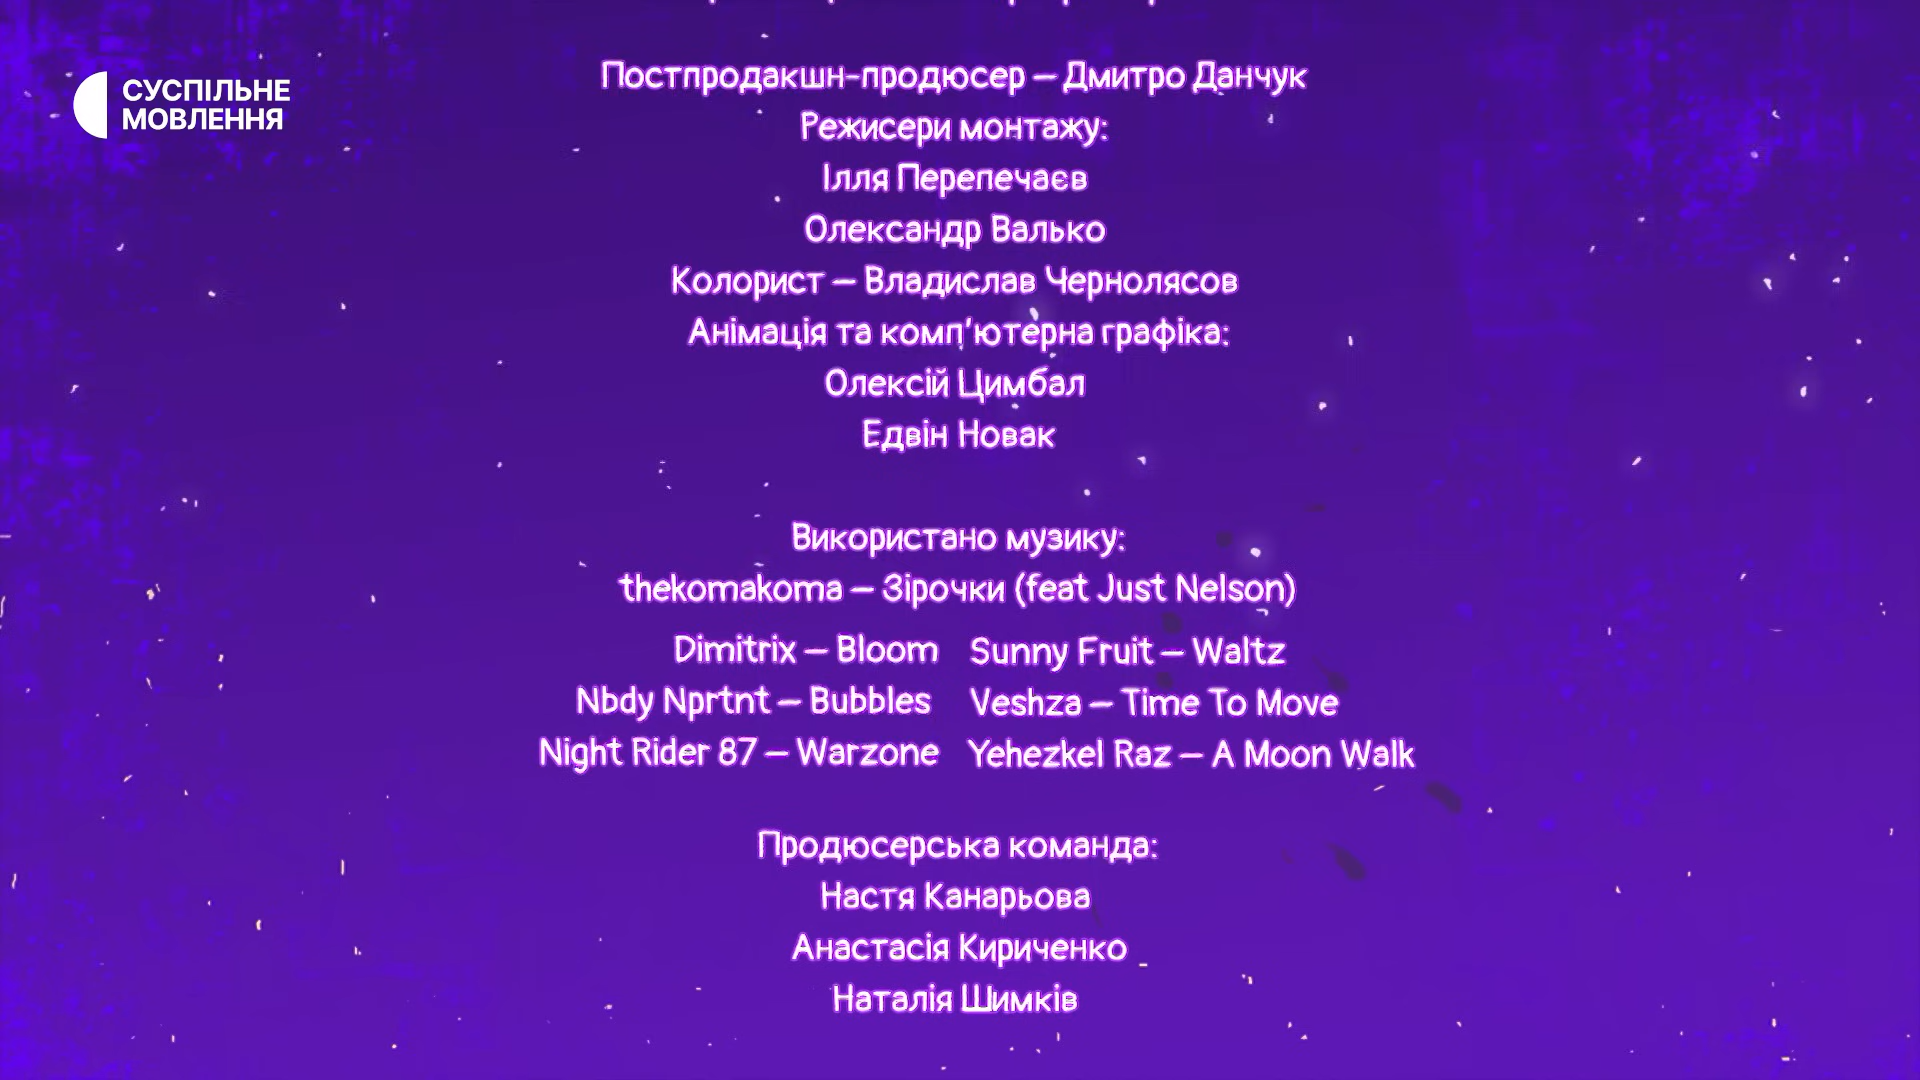 СУСПІЛЬНЕ
МОВЛЕННЯ
Постпродакшн-продюсер – Дмитро Данчук
Режисери монтажу:
Ілля Перепечаєв
Олександр Валько
Колорист – Владислав Чернолясов
Анімація та комп'ютерна графіка:
Олексій Цимбал
Едвін Новак
Використано музику:
thekomakoma – Зірочки (feat Just Nelson)
Dimitrix – Bloom
Nbdy Nprtnt – Bubbles
Night Rider 87 – Warzone
Sunny Fruit – Waltz
Veshza – Time To Move
Yehezkel Raz – A Moon Walk
Продюсерська команда:
Настя Канарьова
Анастасія Кириченко
Наталія Шимків